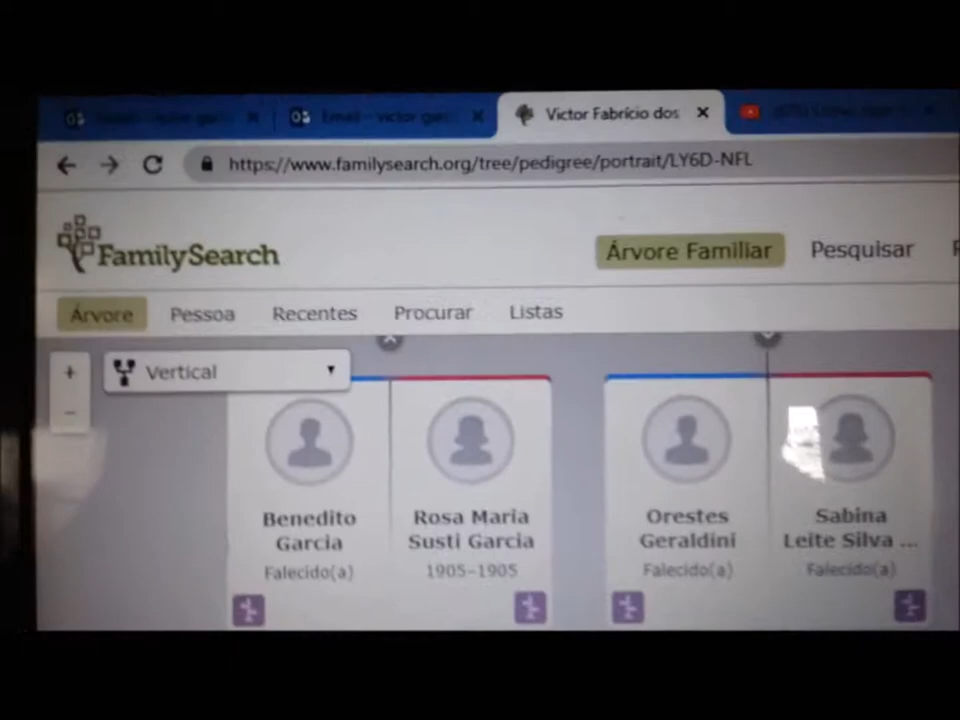 Victor Fabrício dos
https://www.familysearch.org/tree/pedigree/portrait/LY6D-NFL
FamilySearch
Árvore Familiar
Pesquisar
Árvore
Pessoa
Recentes
Procurar
Listas
Vertical
Benedito
Garcia
Falecido(a)
Rosa Maria
Susti Garcia
1905–1905
Orestes
Geraldini
Falecido(a)
Sabina
Leite Silva ...
Falecido(a)